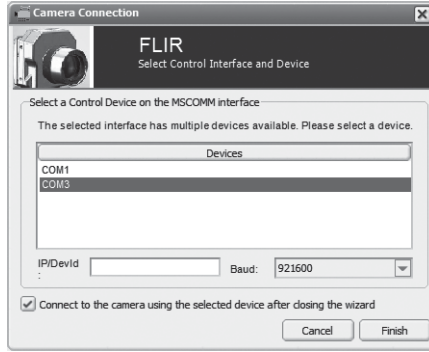 Camera Connection
FLIR
Select Control Interface and Device
Select a Control Device on the MSCOMM interface
The selected interface has multiple devices available. Please select a device.
Devices
COM1
COM3
IP/DevId
:
Baud: 921600
Connect to the camera using the selected device after closing the wizard
Cancel Finish